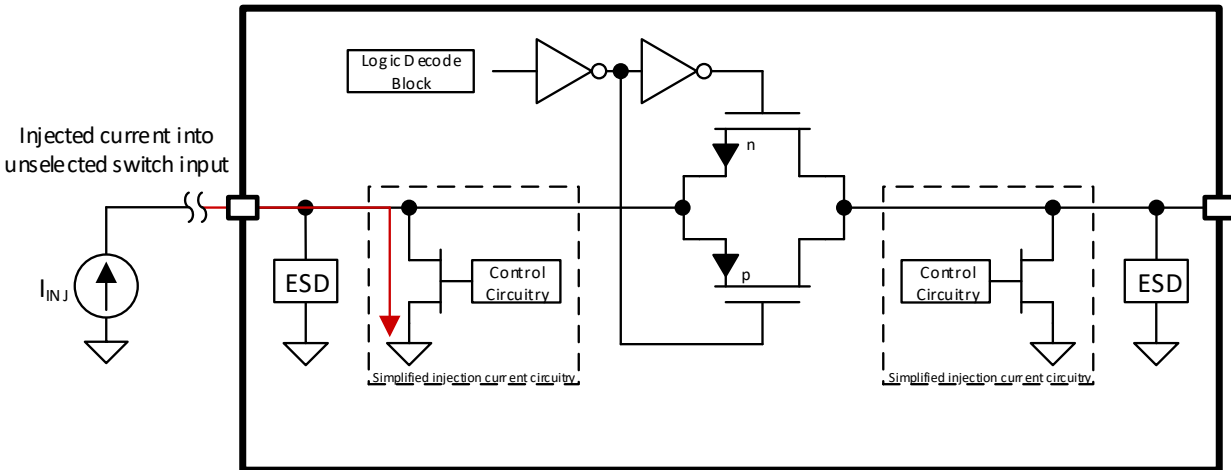 Logic Decode
Block
Injected current into
unselected switch input
n
p
I INJ
ESD
Control
Circuitry
Control
Circuitry
ESD
Simplified injection current circuitry
Simplified injection current circuitry